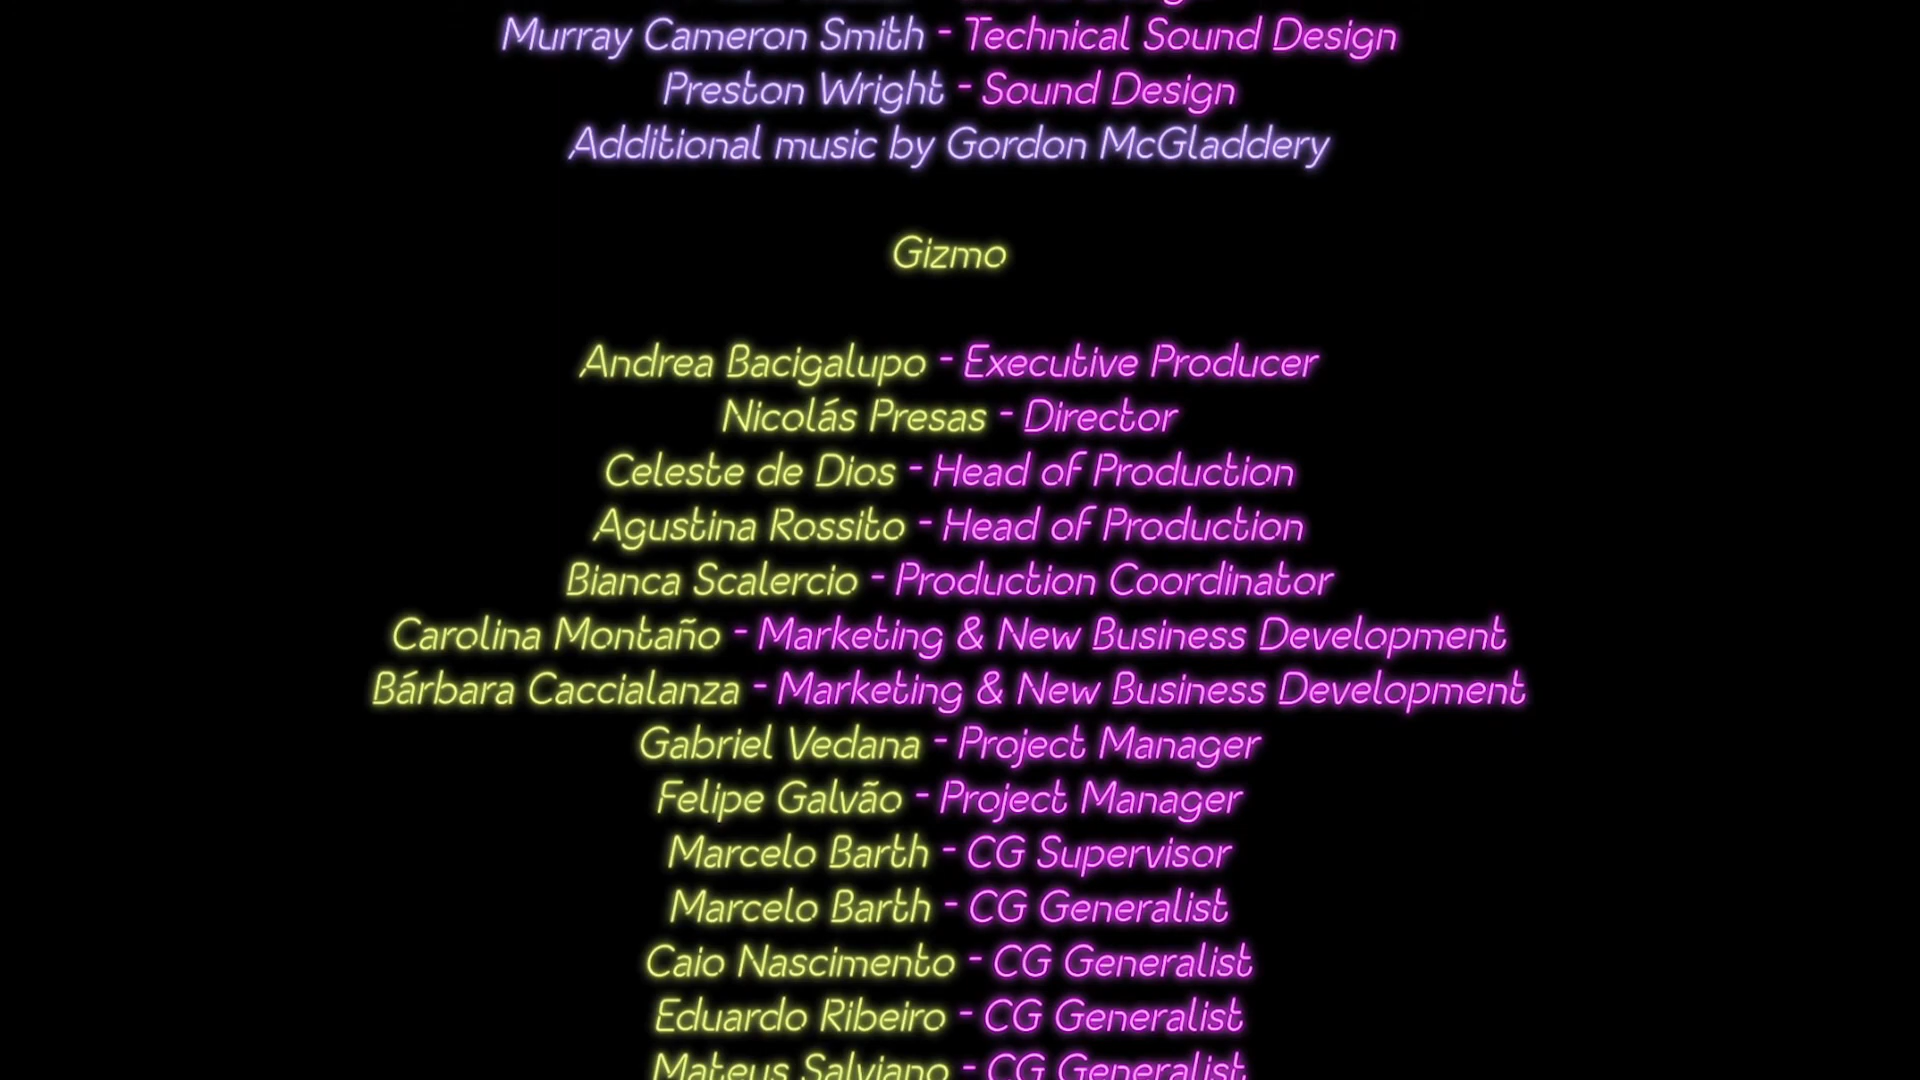 Murray Cameron Smith - Technical Sound Design
Preston Wright - Sound Design
Additional music by Gordon McGladdery
Gizmo
Andrea Bacigalupo - Executive Producer
Nicolás Presas - Director
Celeste de Dios - Head of Production
Agustina Rossito - Head of Production
Bianca Scalercio - Production Coordinator
Carolina Montaño - Marketing & New Business Development
Bárbara Caccialanza - Marketing & New Business Development
Gabriel Vedana - Project Manager
Felipe Galvão - Project Manager
Marcelo Barth - CG Supervisor
Marcelo Barth - CG Generalist
Caio Nascimento - CG Generalist
Eduardo Ribeiro - CG Generalist
Mateus Salviano - CG Generalist